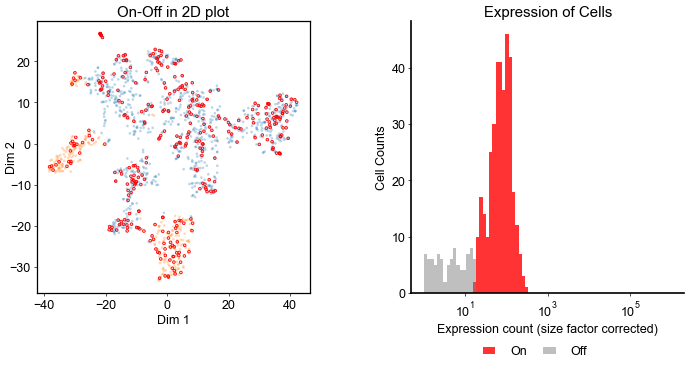 On-Off in 2D plot
Dim 2
20
10
0
−10
−20
−30
−40 −20 0 20 40
Dim 1
Expression of Cells
Cell Counts
40
30
20
10
0
10^1 10^3 10^5
Expression count (size factor corrected)
On Off